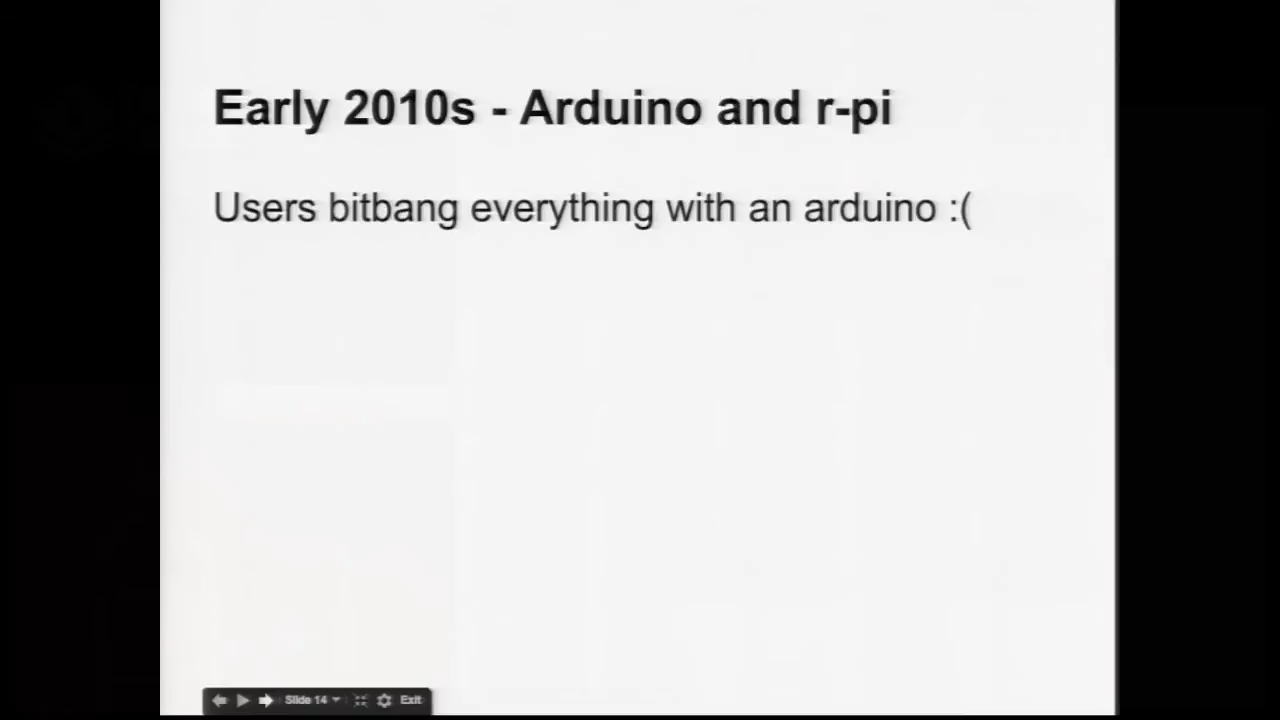 Early 2010s - Arduino and r-pi
Users bitbang everything with an arduino :(
Slide 14
Exit